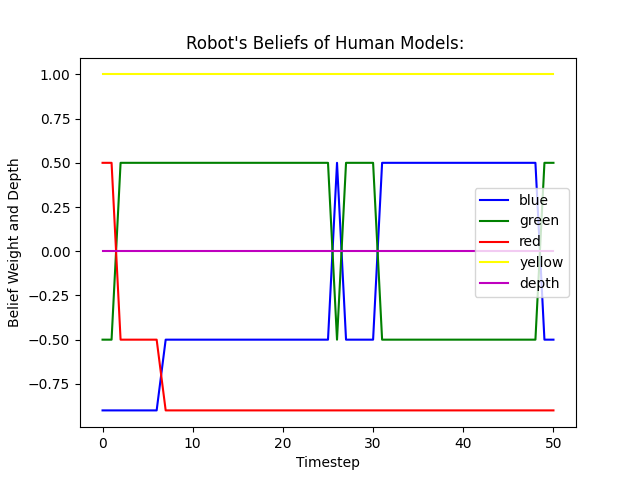 Robot's Beliefs of Human Models:
Belief Weight and Depth
1.00
0.75
0.50
0.25
0.00
−0.25
−0.50
−0.75
blue
green
red
yellow
depth
0 10 20 30 40 50
Timestep